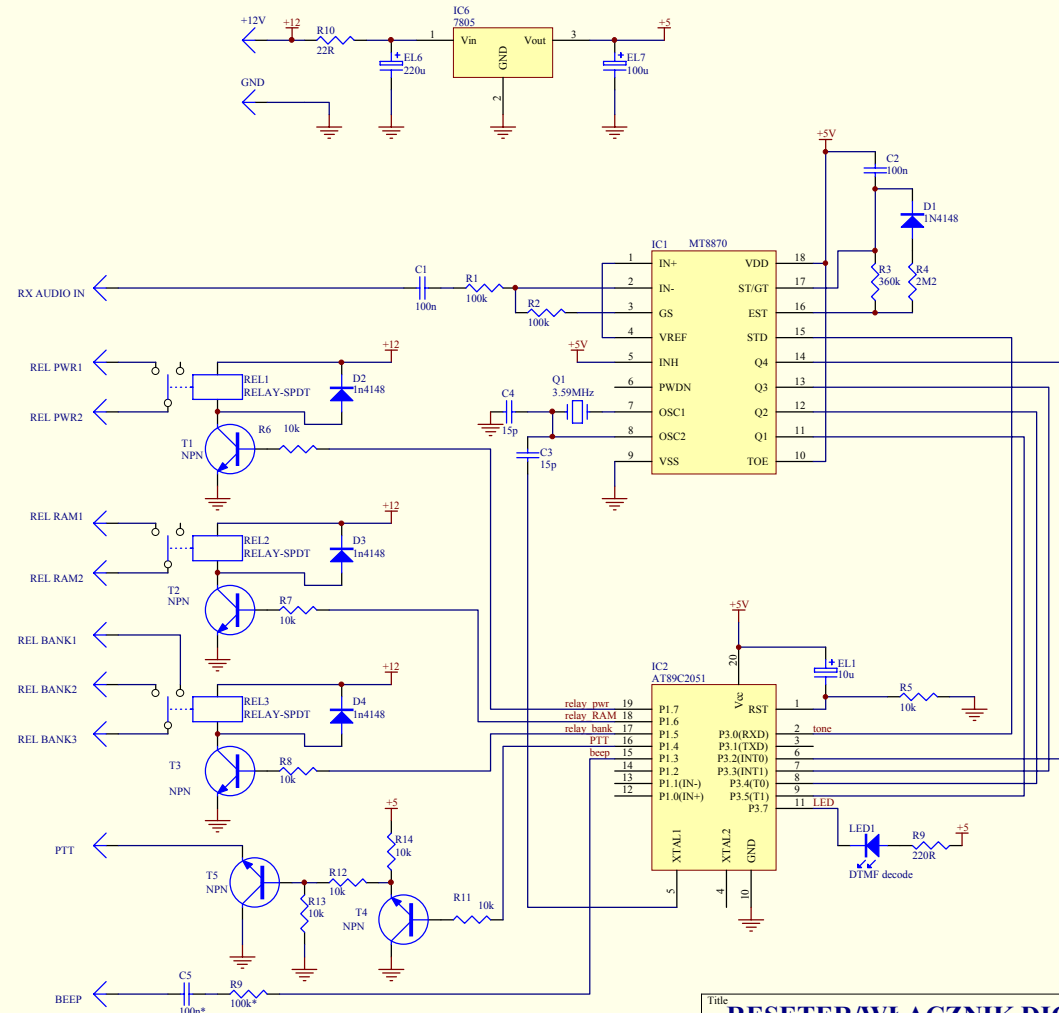 +12V
+12
R10
22R
IC6
7805
1
Vin
Vout
3
GND
2
+5
EL6
220u
EL7
100u
GND
+5V
C2
100n
D1
1N4148
R3
360k
R4
2M2
IC1
MT8870
1 IN+ VDD 18
2 IN- ST/GT 17
3 GS EST 16
4 VREF STD 15
5 INH Q4 14
6 PWDN Q3 13
7 OSC1 Q2 12
8 OSC2 Q1 11
9 VSS TOE 10
RX AUDIO IN
C1
100n
R1
100k
R2
100k
+5V
C4
15p
Q1
3.59MHz
C3
15p
REL PWR1
REL PWR2
+12
REL1
RELAY-SPDT
D2
1n4148
T1
NPN
R6
10k
REL RAM1
REL RAM2
+12
REL2
RELAY-SPDT
D3
1n4148
T2
NPN
R7
10k
REL BANK1
REL BANK2
REL BANK3
+12
REL3
RELAY-SPDT
D4
1n4148
T3
NPN
R8
10k
+5V
EL1
10u
R5
10k
IC2
AT89C2051
20
Vcc
relay_pwr 19 P1.7 RST 1
relay_RAM 18 P1.6
relay_bank 17 P1.5 P3.0(RXD) 2 tone
PTT 16 P1.4 P3.1(TXD) 3
beep 15 P1.3 P3.2(INT0) 6
14 P1.2 P3.3(INT1) 7
13 P1.1(IN-) P3.4(T0) 8
12 P1.0(IN+) P3.5(T1) 9
P3.7 11 LED
XTAL1
XTAL2
GND
5
4
10
LED1
DTMF decode
R9
220R
+5
PTT
T5
NPN
R12
10k
R13
10k
+5
R14
10k
T4
NPN
R11
10k
BEEP
C5
100n*
R9
100k*
Title